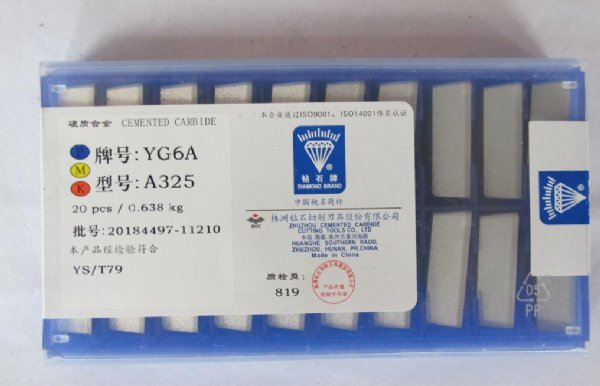 硬质合金 CEMENTED CARBIDE
P
M
K
牌号:YG6A
型号:A325
20 pcs / 0.638 kg
批号:20184497-11210
本产品经检验符合
YS/T79
本企业通过ISO9001、ISO14001体系认证
钻石牌
DIAMOND BRAND
中国驰名商标
株洲钻石切削刀具股份有限公司
ZHUZHOU CEMENTED CARBIDE
CUTTING TOOLS CO., LTD
HUANGHE SOUTHERN RAOD,
ZHUZHOU, HUNAN, PR.CHINA
Made in China
质检员:
819
05
PP